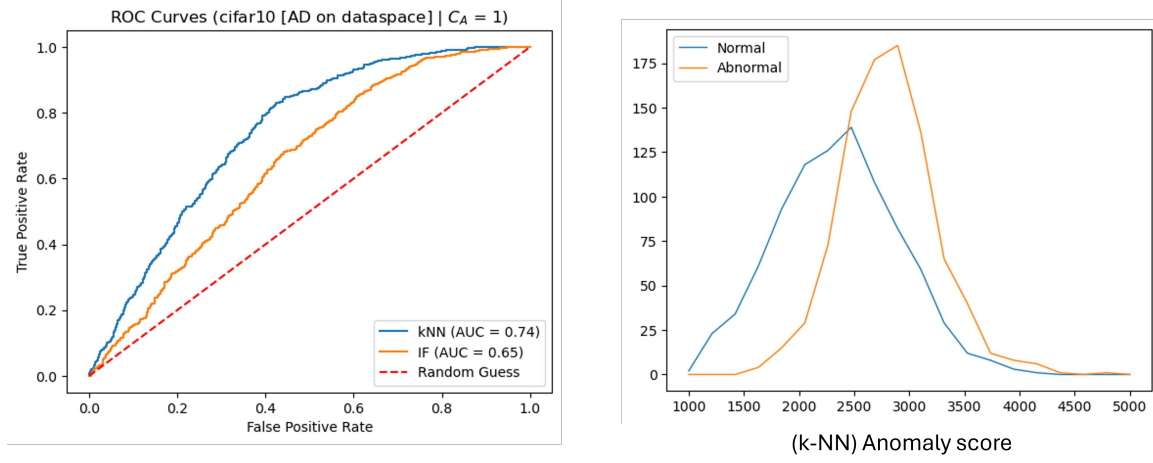 ROC Curves (cifar10 [AD on dataspace] | C_A = 1)
1.0
0.8
0.6
0.4
0.2
0.0
True Positive Rate
kNN (AUC = 0.74)
IF (AUC = 0.65)
Random Guess
0.0 0.2 0.4 0.6 0.8 1.0
False Positive Rate
Normal
Abnormal
175
150
125
100
75
50
25
0
1000 1500 2000 2500 3000 3500 4000 4500 5000
(k-NN) Anomaly score